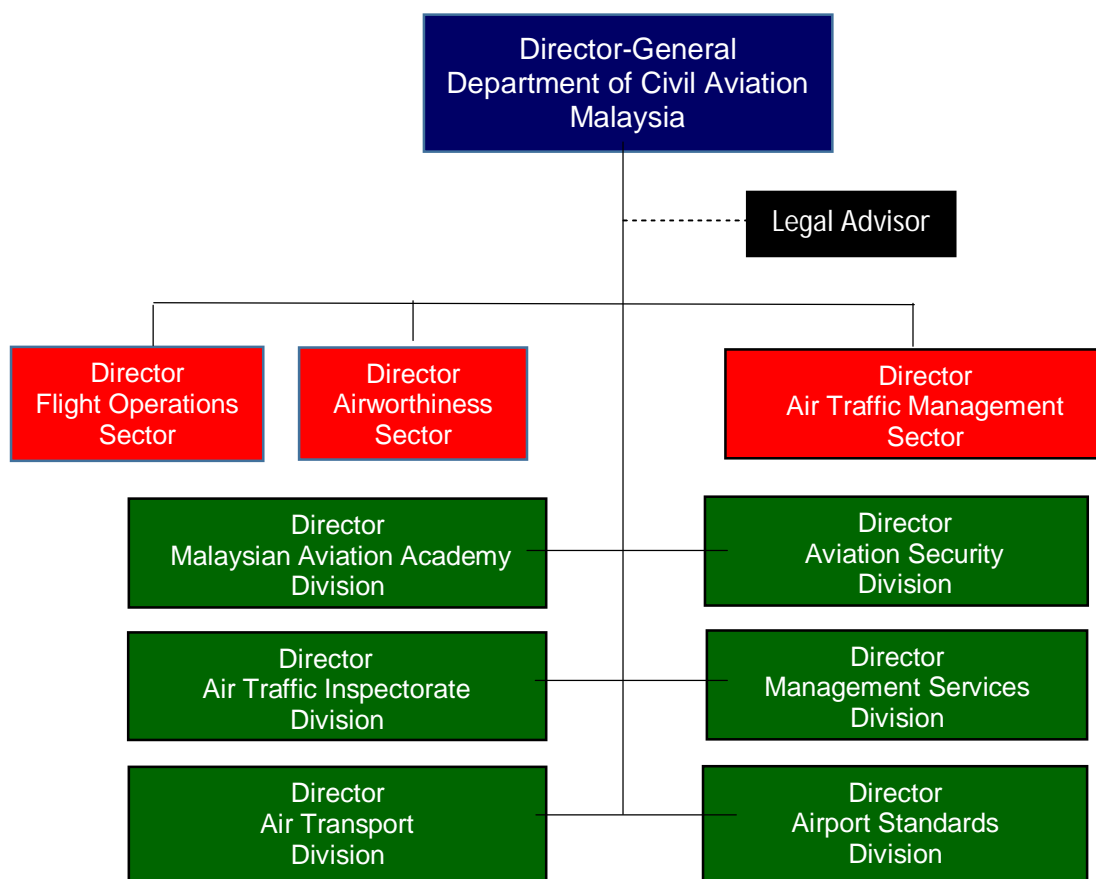 Director-General
Department of Civil Aviation
Malaysia
Legal Advisor
Director
Flight Operations
Sector
Director
Airworthiness
Sector
Director
Air Traffic Management
Sector
Director
Malaysian Aviation Academy
Division
Director
Aviation Security
Division
Director
Air Traffic Inspectorate
Division
Director
Management Services
Division
Director
Air Transport
Division
Director
Airport Standards
Division